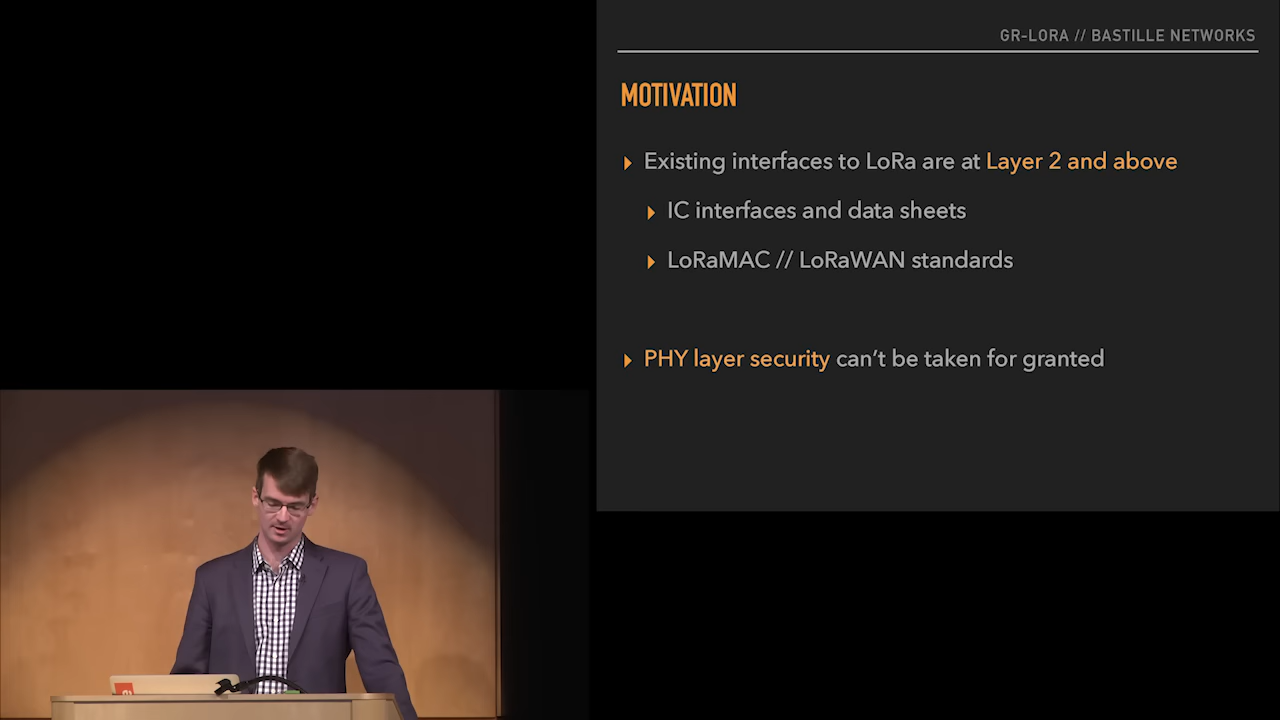 GR-LORA // BASTILLE NETWORKS
MOTIVATION
Existing interfaces to LoRa are at Layer 2 and above
IC interfaces and data sheets
LoRaMAC // LoRaWAN standards
PHY layer security can’t be taken for granted